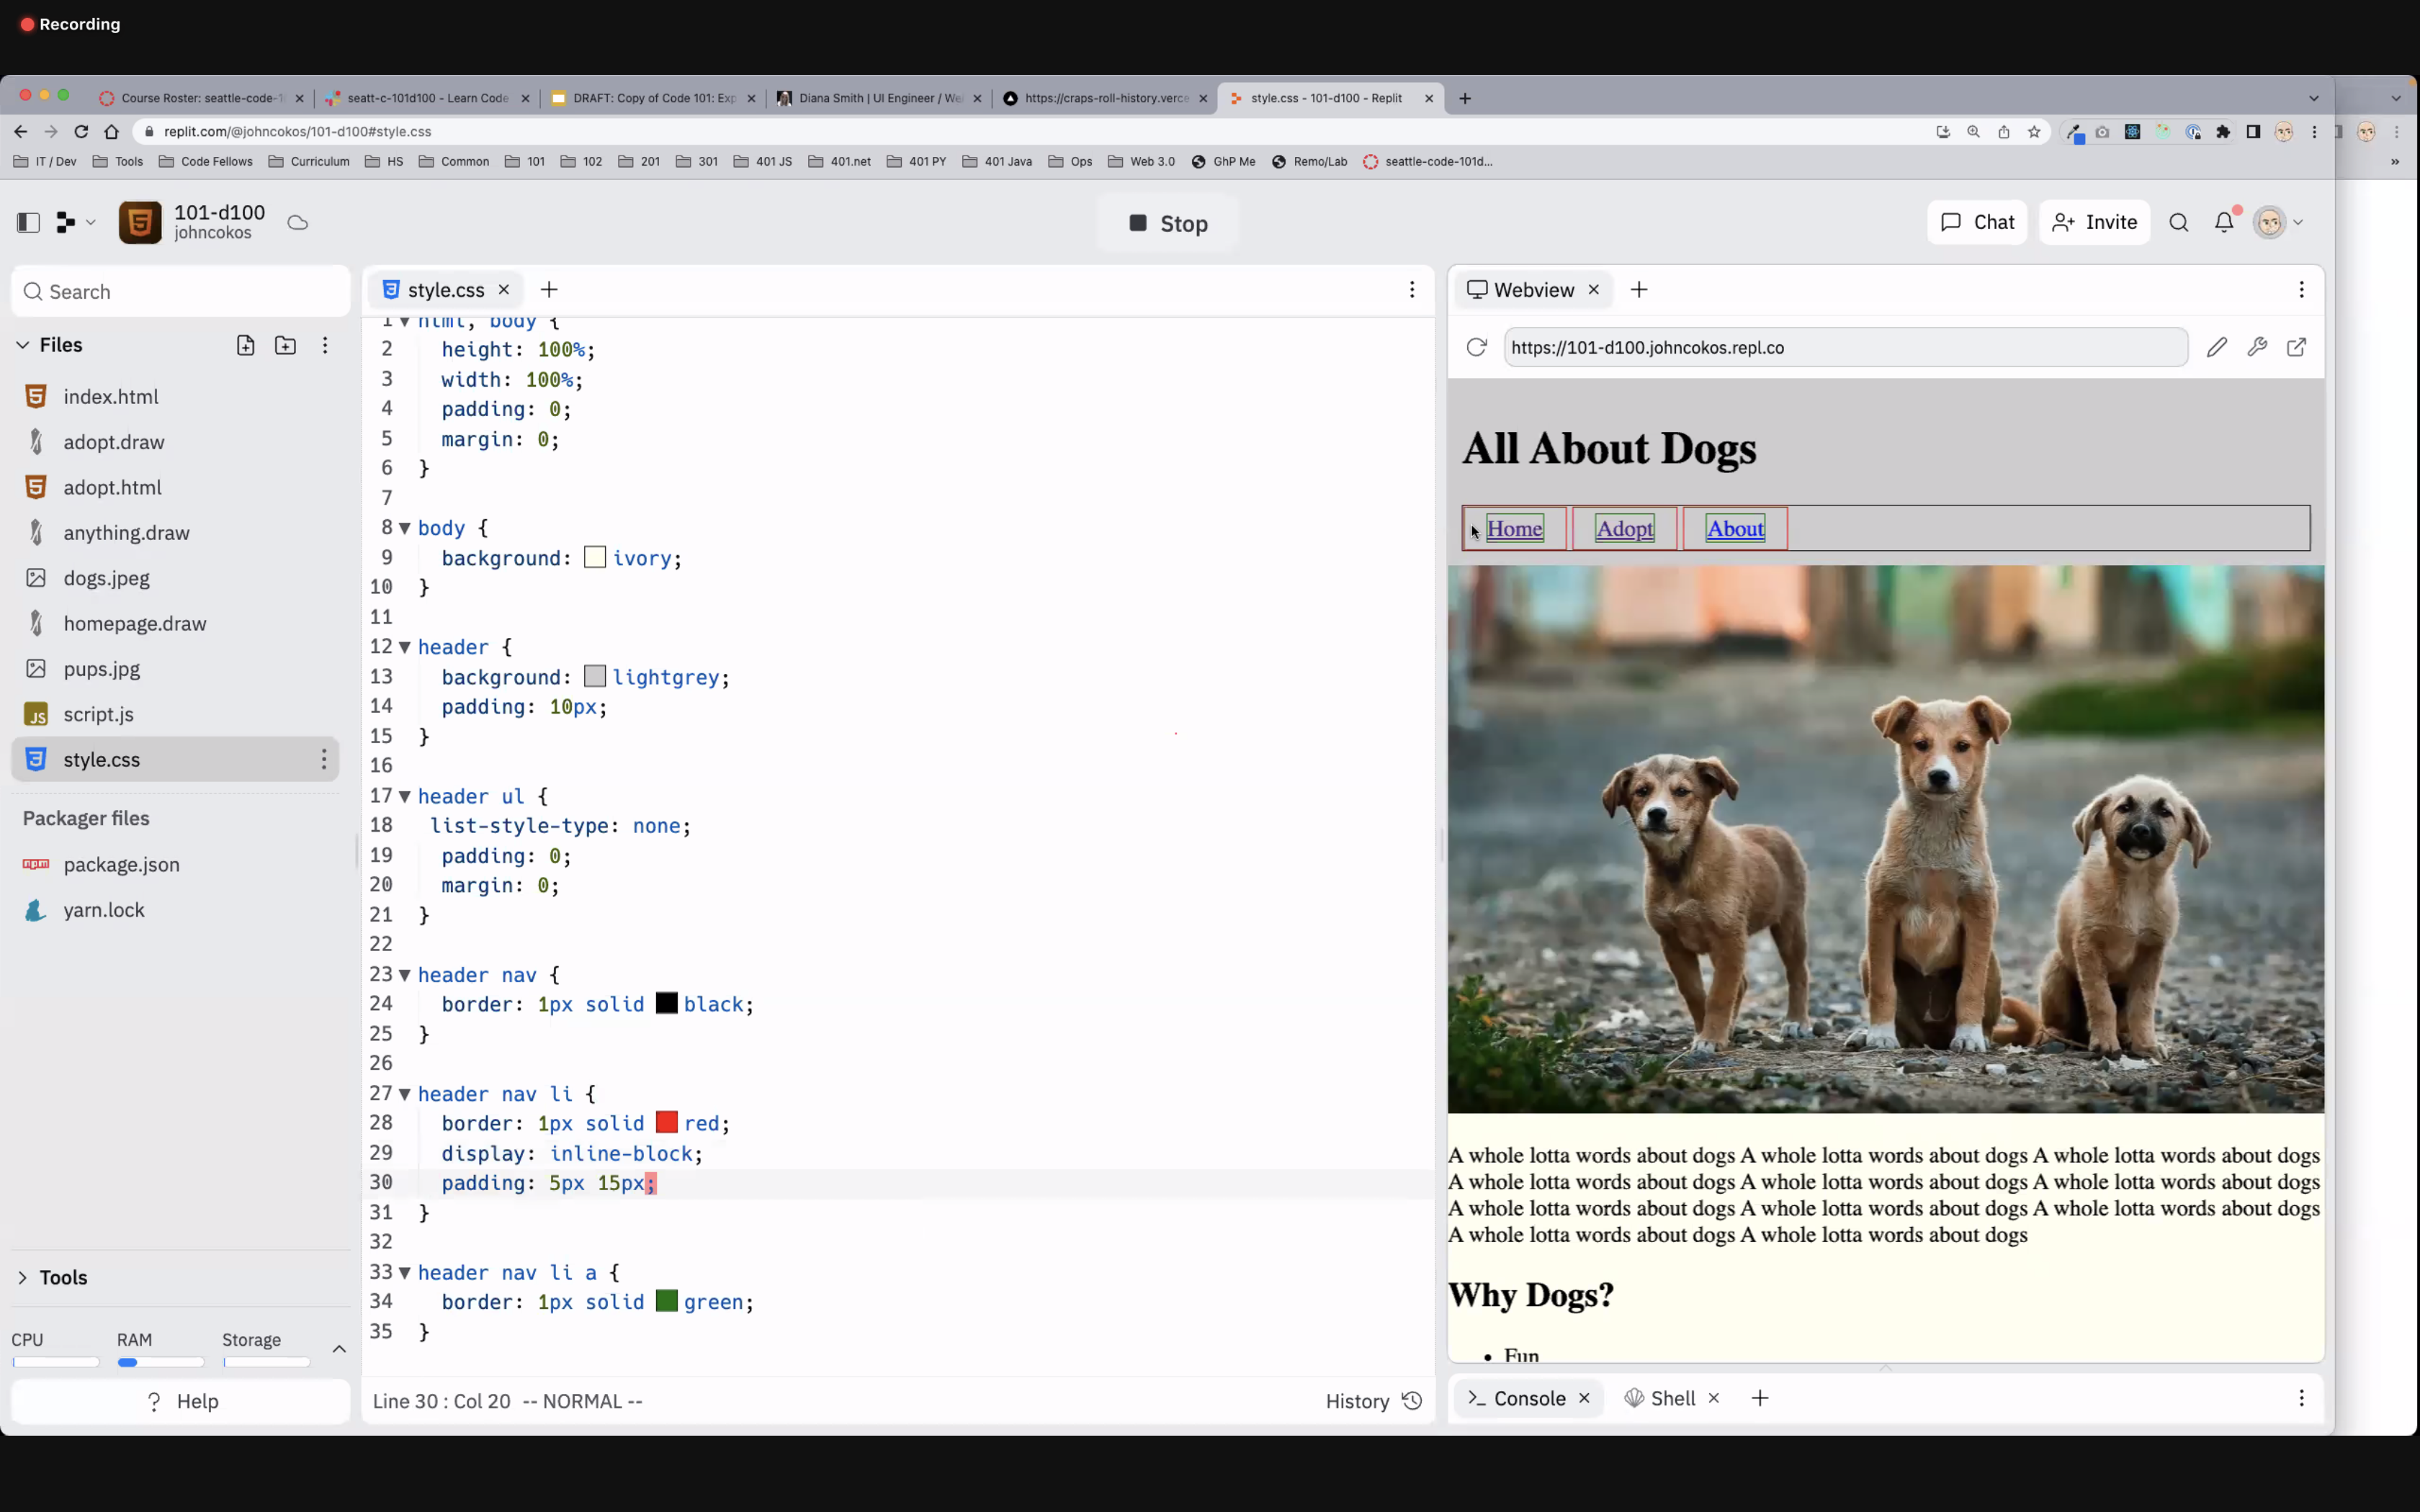 Recording
Course Roster: seattle-code-1
seatt-c-101d100 - Learn Code
DRAFT: Copy of Code 101: Exp
Diana Smith | UI Engineer / We
https://craps-roll-history.verce
style.css - 101-d100 - Replit
replit.com/@johncokos/101-d100#style.css
IT / Dev
Tools
Code Fellows
Curriculum
HS
Common
101
102
201
301
401 JS
401.net
401 PY
401 Java
Ops
Web 3.0
GhP Me
Remo/Lab
seattle-code-101d...
101-d100
johncokos
Stop
Chat
Invite
Search
Files
index.html
adopt.draw
adopt.html
anything.draw
dogs.jpeg
homepage.draw
pups.jpg
script.js
style.css
Packager files
package.json
yarn.lock
Tools
CPU RAM Storage
? Help
style.css
1 html, body {
2 height: 100%;
3 width: 100%;
4 padding: 0;
5 margin: 0;
6 }
7
8 body {
9 background: ivory;
10 }
11
12 header {
13 background: lightgrey;
14 padding: 10px;
15 }
16
17 header ul {
18 list-style-type: none;
19 padding: 0;
20 margin: 0;
21 }
22
23 header nav {
24 border: 1px solid black;
25 }
26
27 header nav li {
28 border: 1px solid red;
29 display: inline-block;
30 padding: 5px 15px;
31 }
32
33 header nav li a {
34 border: 1px solid green;
35 }
Line 30 : Col 20 -- NORMAL --
History
Webview
https://101-d100.johncokos.repl.co
All About Dogs
Home Adopt About
A whole lotta words about dogs A whole lotta words about dogs A whole lotta words about dogs
A whole lotta words about dogs A whole lotta words about dogs A whole lotta words about dogs
A whole lotta words about dogs A whole lotta words about dogs A whole lotta words about dogs
A whole lotta words about dogs A whole lotta words about dogs
Why Dogs?
• Fun
Console
Shell